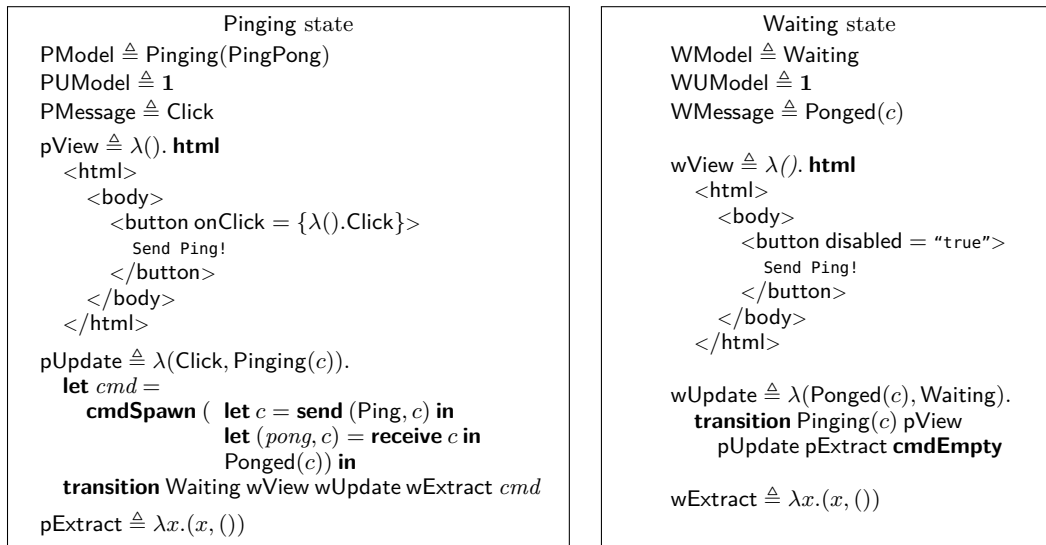 Pinging state
PModel ≜ Pinging(PingPong)
PUModel ≜ 1
PMessage ≜ Click
pView ≜ λ(). html
<html>
<body>
<button onClick = {λ().Click}>
Send Ping!
</button>
</body>
</html>
pUpdate ≜ λ(Click, Pinging(c)).
let cmd =
cmdSpawn ( let c = send (Ping, c) in
let (pong, c) = receive c in
Ponged(c)) in
transition Waiting wView wUpdate wExtract cmd
pExtract ≜ λx.(x, ())
Waiting state
WModel ≜ Waiting
WUModel ≜ 1
WMessage ≜ Ponged(c)
wView ≜ λ(). html
<html>
<body>
<button disabled = “true”>
Send Ping!
</button>
</body>
</html>
wUpdate ≜ λ(Ponged(c), Waiting).
transition Pinging(c) pView
pUpdate pExtract cmdEmpty
wExtract ≜ λx.(x, ())